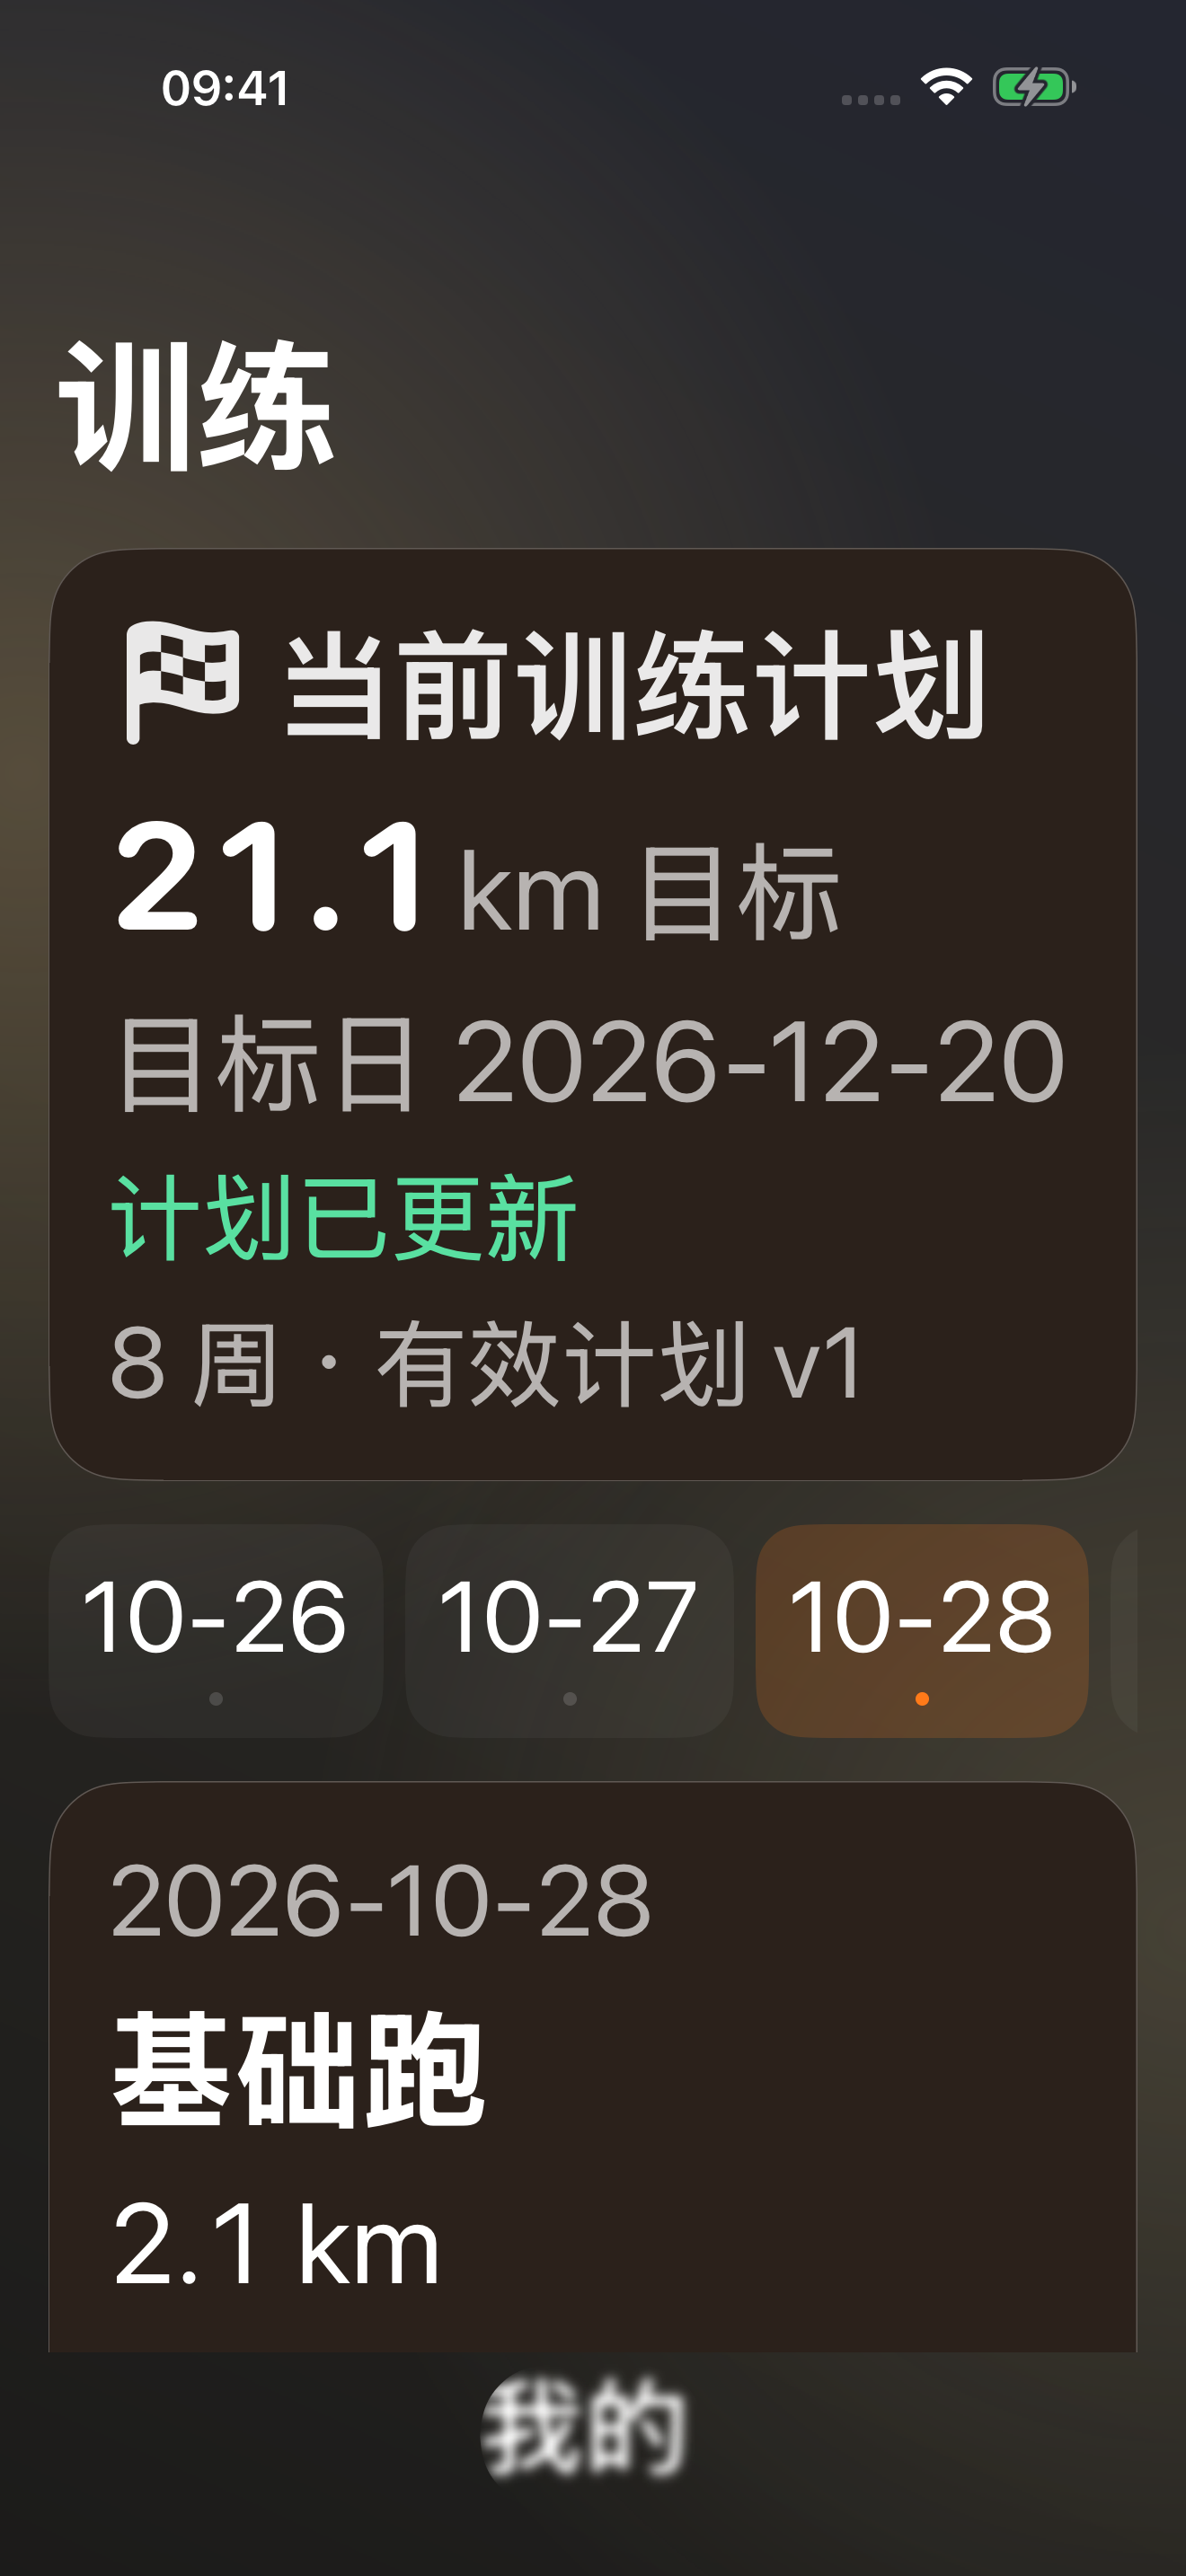 09:41
训练
当前训练计划
21.1 km 目标
目标日 2026-12-20
计划已更新
8 周 · 有效计划 v1
10-26
10-27
10-28
2026-10-28
基础跑
2.1 km
我的